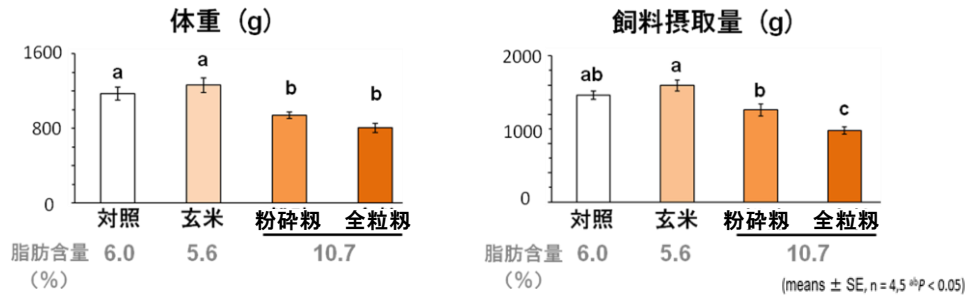 体重（g）
1600
800
0
a
a
b
b
対照
玄米
粉砕籾
全粒籾
脂肪含量 6.0 5.6 10.7
（%）
飼料摂取量（g）
2000
1000
0
ab
a
b
c
対照
玄米
粉砕籾
全粒籾
脂肪含量 6.0 5.6 10.7
（%）
(means ± SE, n = 4,5 abP < 0.05)